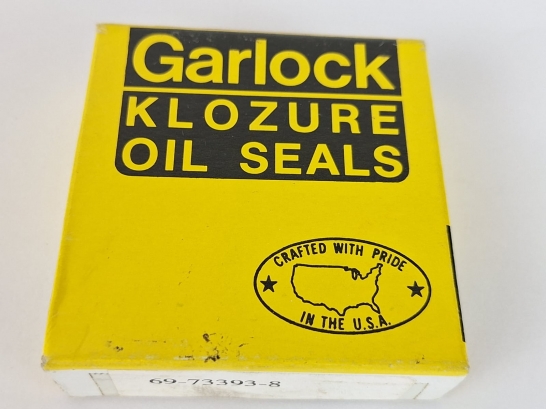 Garlock
KLOZURE
OIL SEALS
CRAFTED WITH PRIDE
IN THE U.S.A.
69-73393-8